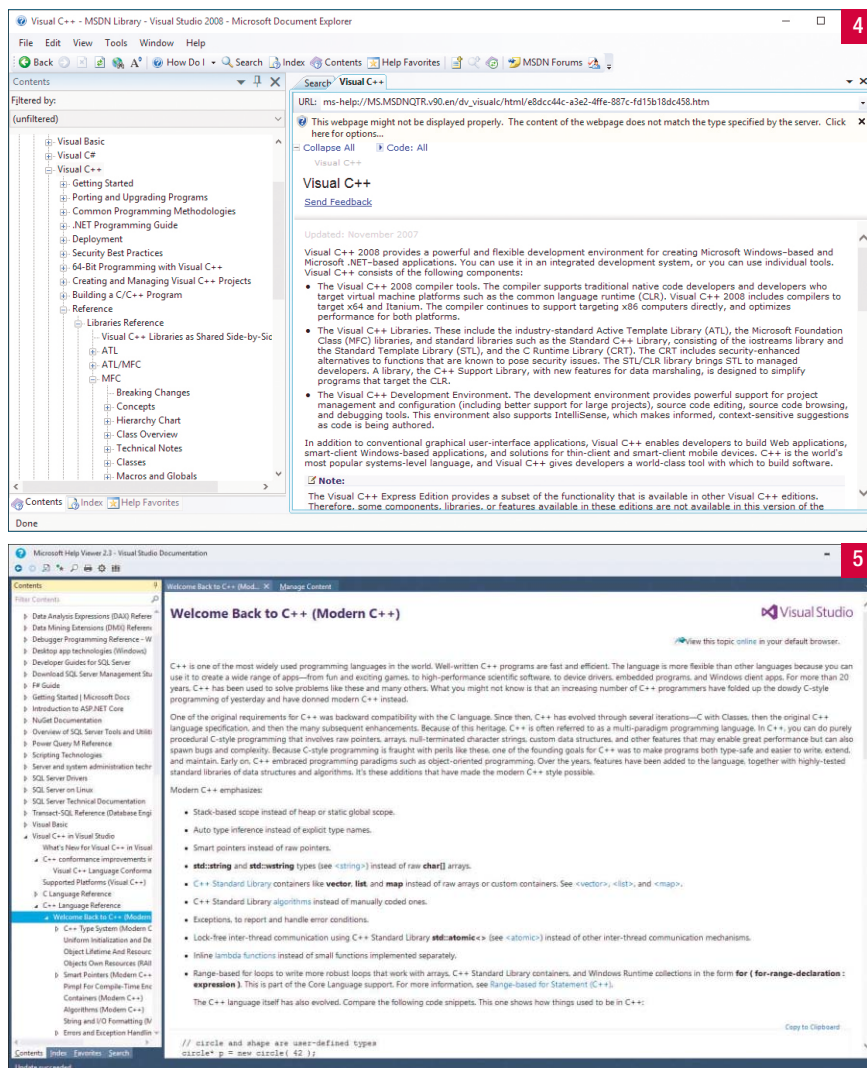 Visual C++ - MSDN Library - Visual Studio 2008 - Microsoft Document Explorer
4
File Edit View Tools Window Help
Back How Do I Search Index Contents Help Favorites MSDN Forums
Contents
Filtered by:
(unfiltered)
Visual Basic
Visual C#
Visual C++
Getting Started
Porting and Upgrading Programs
Common Programming Methodologies
.NET Programming Guide
Deployment
Security Best Practices
64-Bit Programming with Visual C++
Creating and Managing Visual C++ Projects
Building a C/C++ Program
Reference
Libraries Reference
Visual C++ Libraries as Shared Side-by-Sic
ATL
ATL/MFC
MFC
Breaking Changes
Concepts
Hierarchy Chart
Class Overview
Technical Notes
Classes
Macros and Globals
Contents Index Help Favorites
Done
Search Visual C++
URL: ms-help://MS.MSDNQTR.v90.en/dv_visualc/html/e8dcc44c-a3e2-4ffe-887c-fd15b18dc458.htm
This webpage might not be displayed properly. The content of the webpage does not match the type specified by the server. Click
here for options...
Collapse All Code: All
Visual C++
Visual C++
Send Feedback
Updated: November 2007
Visual C++ 2008 provides a powerful and flexible development environment for creating Microsoft Windows–based and
Microsoft .NET–based applications. You can use it in an integrated development system, or you can use individual tools.
Visual C++ consists of the following components:
• The Visual C++ 2008 compiler tools. The compiler supports traditional native code developers and developers who
target virtual machine platforms such as the common language runtime (CLR). Visual C++ 2008 includes compilers to
target x64 and Itanium. The compiler continues to support targeting x86 computers directly, and optimizes
performance for both platforms.
• The Visual C++ Libraries. These include the industry-standard Active Template Library (ATL), the Microsoft Foundation
Class (MFC) libraries, and standard libraries such as the Standard C++ Library, consisting of the iostreams library and
the Standard Template Library (STL), and the C Runtime Library (CRT). The CRT includes security-enhanced
alternatives to functions that are known to pose security issues. The STL/CLR library brings STL to managed
developers. A library, the C++ Support Library, with new features for data marshaling, is designed to simplify
programs that target the CLR.
• The Visual C++ Development Environment. The development environment provides powerful support for project
management and configuration (including better support for large projects), source code editing, source code browsing,
and debugging tools. This environment also supports IntelliSense, which makes informed, context-sensitive suggestions
as code is being authored.
In addition to conventional graphical user-interface applications, Visual C++ enables developers to build Web applications,
smart-client Windows-based applications, and solutions for thin-client and smart-client mobile devices. C++ is the world's
most popular systems-level language, and Visual C++ gives developers a world-class tool with which to build software.
Note:
The Visual C++ Express Edition provides a subset of the functionality that is available in other Visual C++ editions.
Therefore, some components, libraries, or features available in these editions are not available in this version of the
Microsoft Help Viewer 2.3 - Visual Studio Documentation
5
Contents
Filter Contents
Data Analysis Expressions (DAX) Referer
Data Mining Extensions (DMX) Referenc
Debugger Programming Reference - W
Desktop app technologies (Windows)
Developer Guides for SQL Server
Download SQL Server Management Stu
F# Guide
Getting Started | Microsoft Docs
Introduction to ASP.NET Core
NuGet Documentation
Overview of SQL Server Tools and Utiliti
Power Query M Reference
Scripting Technologies
Server and system administration techr
SQL Server Drivers
SQL Server on Linux
SQL Server Technical Documentation
Transact-SQL Reference (Database Engi
Visual Basic
Visual C++ in Visual Studio
What's New for Visual C++ in Visual
C++ conformance improvements ir
Visual C++ Language Conforma
Supported Platforms (Visual C++)
C Language Reference
C++ Language Reference
Welcome Back to C++ (Modern
C++ Type System (Modern C
Uniform Initialization and De
Object Lifetime And Resourc
Objects Own Resources (RAII
Smart Pointers (Modern C++
Pimpl For Compile-Time Enc
Containers (Modern C++)
Algorithms (Modern C++)
String and I/O Formatting (M
Errors and Exception Handlin
Contents Index Favorites Search
Update succeeded
Welcome Back to C++ (Mod... Manage Content
Welcome Back to C++ (Modern C++)
Visual Studio
View this topic online in your default browser.
C++ is one of the most widely used programming languages in the world. Well-written C++ programs are fast and efficient. The language is more flexible than other languages because you can
use it to create a wide range of apps—from fun and exciting games, to high-performance scientific software, to device drivers, embedded programs, and Windows client apps. For more than 20
years, C++ has been used to solve problems like these and many others. What you might not know is that an increasing number of C++ programmers have folded up the dowdy C-style
programming of yesterday and have donned modern C++ instead.
One of the original requirements for C++ was backward compatibility with the C language. Since then, C++ has evolved through several iterations—C with Classes, then the original C++
language specification, and then the many subsequent enhancements. Because of this heritage, C++ is often referred to as a multi-paradigm programming language. In C++, you can do purely
procedural C-style programming that involves raw pointers, arrays, null-terminated character strings, custom data structures, and other features that may enable great performance but can also
spawn bugs and complexity. Because C-style programming is fraught with perils like these, one of the founding goals for C++ was to make programs both type-safe and easier to write, extend,
and maintain. Early on, C++ embraced programming paradigms such as object-oriented programming. Over the years, features have been added to the language, together with highly-tested
standard libraries of data structures and algorithms. It's these additions that have made the modern C++ style possible.
Modern C++ emphasizes:
• Stack-based scope instead of heap or static global scope.
• Auto type inference instead of explicit type names.
• Smart pointers instead of raw pointers.
• std::string and std::wstring types (see <string>) instead of raw char[] arrays.
• C++ Standard Library containers like vector, list, and map instead of raw arrays or custom containers. See <vector>, <list>, and <map>.
• C++ Standard Library algorithms instead of manually coded ones.
• Exceptions, to report and handle error conditions.
• Lock-free inter-thread communication using C++ Standard Library std::atomic<> (see <atomic>) instead of other inter-thread communication mechanisms.
• Inline lambda functions instead of small functions implemented separately.
• Range-based for loops to write more robust loops that work with arrays, C++ Standard Library containers, and Windows Runtime collections in the form for ( for-range-declaration :
expression ). This is part of the Core Language support. For more information, see Range-based for Statement (C++).
The C++ language itself has also evolved. Compare the following code snippets. This one shows how things used to be in C++:
Copy to Clipboard
// circle and shape are user-defined types
circle* p = new circle( 42 );